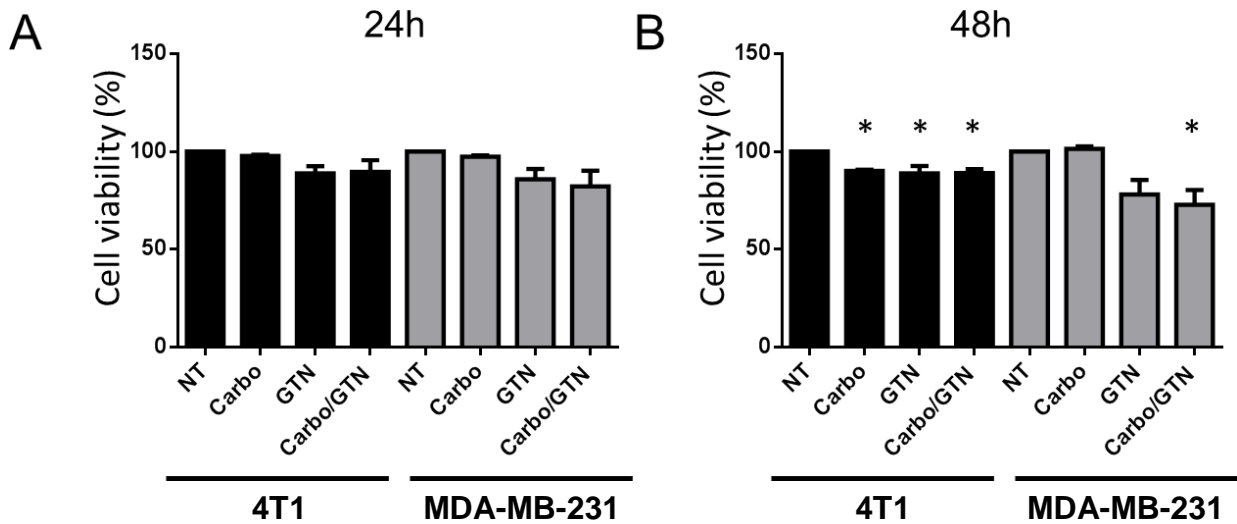 A
24h
Cell viability (%)
150
100
50
0
NT
Carbo
GTN
Carbo/GTN
NT
Carbo
GTN
Carbo/GTN
4T1
MDA-MB-231
B
48h
Cell viability (%)
150
100
50
0
* * * *
NT
Carbo
GTN
Carbo/GTN
NT
Carbo
GTN
Carbo/GTN
4T1
MDA-MB-231